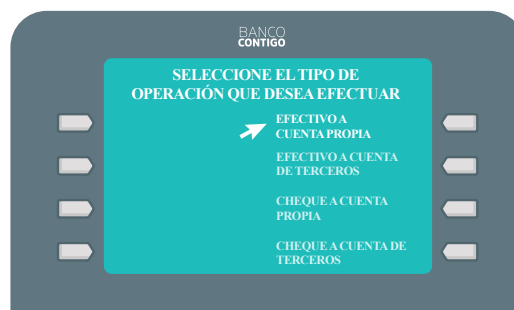 BANCO
CONTIGO
SELECCIONE EL TIPO DE
OPERACIÓN QUE DESEA EFECTUAR
EFECTIVO A
CUENTA PROPIA
EFECTIVO A CUENTA
DE TERCEROS
CHEQUE A CUENTA
PROPIA
CHEQUE A CUENTA DE
TERCEROS